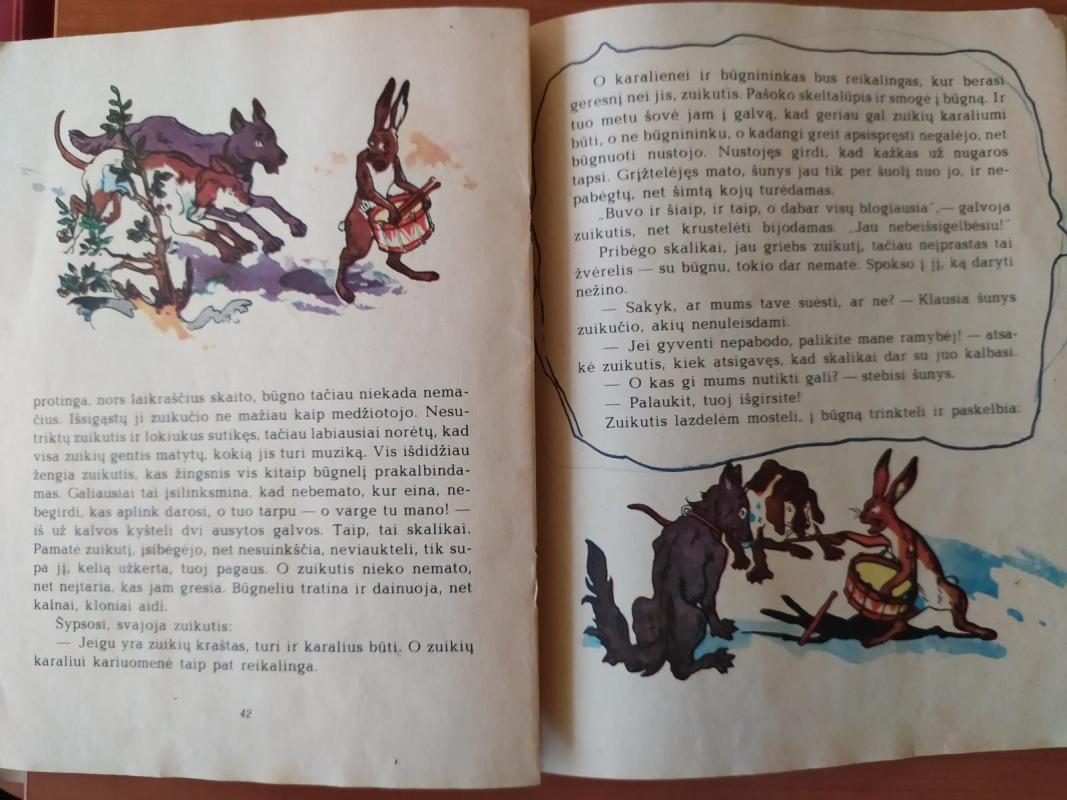 protinga, nors laikraščius skaito, būgno tačiau niekada nema-
čius. Išsigąstų ji zuikučio ne mažiau kaip medžiotojo. Nesu-
triktų zuikutis ir lokiukus sutikęs, tačiau labiausiai norėtų, kad
visa zuikių gentis matytų, kokią jis turi muziką. Vis išdidžiau
žengia zuikutis, kas žingsnis vis kitaip būgnelį prakalbinda-
mas. Galiausiai tai įsilinksmina, kad nebemato, kur eina, ne-
begirdi, kas aplink darosi, o tuo tarpu — o varge tu mano! —
iš už kalvos kyšteli dvi ausytos galvos. Taip, tai skalikai.
Pamatė zuikutį, įsibėgėjo, net nesuinkščia, neviaukteli, tik su-
pa jį, kelią užkerta, tuoj pagaus. O zuikutis nieko nemato,
net neįtaria, kas jam gresia. Būgneliu tratina ir dainuoja, net
kalnai, kloniai aidi.
Šypsosi, svajoja zuikutis:
— Jeigu yra zuikių kraštas, turi ir karalius būti. O zuikių
karaliui kariuomenė taip pat reikalinga.
42
O karalienei ir būgnininkas bus reikalingas, kur berasi
geresnį nei jis, zuikutis. Pašoko skeltalūpis ir smogė į būgną. Ir
tuo metu šovė jam į galvą, kad geriau gal zuikių karaliumi
būti, o ne būgnininku, o kadangi greit apsispręsti negalėjo, net
būgnuoti nustojo. Nustojęs girdi, kad kažkas už nugaros
tapsi. Grįžtelėjęs mato, šunys jau tik per šuolį nuo jo, ir ne-
pabėgtų, net šimtą kojų turėdamas.
„Buvo ir šiaip, ir taip, o dabar visų blogiausia“,— galvoja
zuikutis, net krustelėti bijodamas. „Jau nebeišsigelbėsiu!“
Pribėgo skalikai, jau griebs zuikutį, tačiau neįprastas tai
žvėrelis — su būgnu, tokio dar nematė. Spokso į jį, ką daryti
nežino.
— Sakyk, ar mums tave suėsti, ar ne? — Klausia šunys
zuikučio, akių nenuleisdami.
— Jei gyventi nepabodo, palikite mane ramybėj! — atsa-
kė zuikutis, kiek atsigavęs, kad skalikai dar su juo kalbasi.
— O kas gi mums nutikti gali? — stebisi šunys.
— Palaukit, tuoj išgirsite!
Zuikutis lazdelėm mosteli, į būgną trinkteli ir paskelbia: